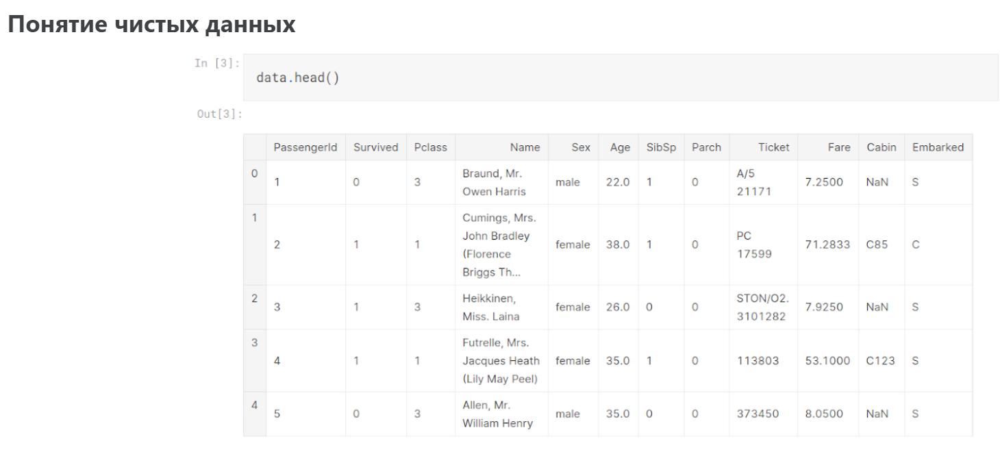 Понятие чистых данных
In [3]:
data.head()
Out[3]:
PassengerId Survived Pclass Name Sex Age SibSp Parch Ticket Fare Cabin Embarked
0 1 0 3 Braund, Mr. Owen Harris male 22.0 1 0 A/5 21171 7.2500 NaN S
1 2 1 1 Cumings, Mrs. John Bradley (Florence Briggs Th... female 38.0 1 0 PC 17599 71.2833 C85 C
2 3 1 3 Heikkinen, Miss. Laina female 26.0 0 0 STON/O2. 3101282 7.9250 NaN S
3 4 1 1 Futrelle, Mrs. Jacques Heath (Lily May Peel) female 35.0 1 0 113803 53.1000 C123 S
4 5 0 3 Allen, Mr. William Henry male 35.0 0 0 373450 8.0500 NaN S